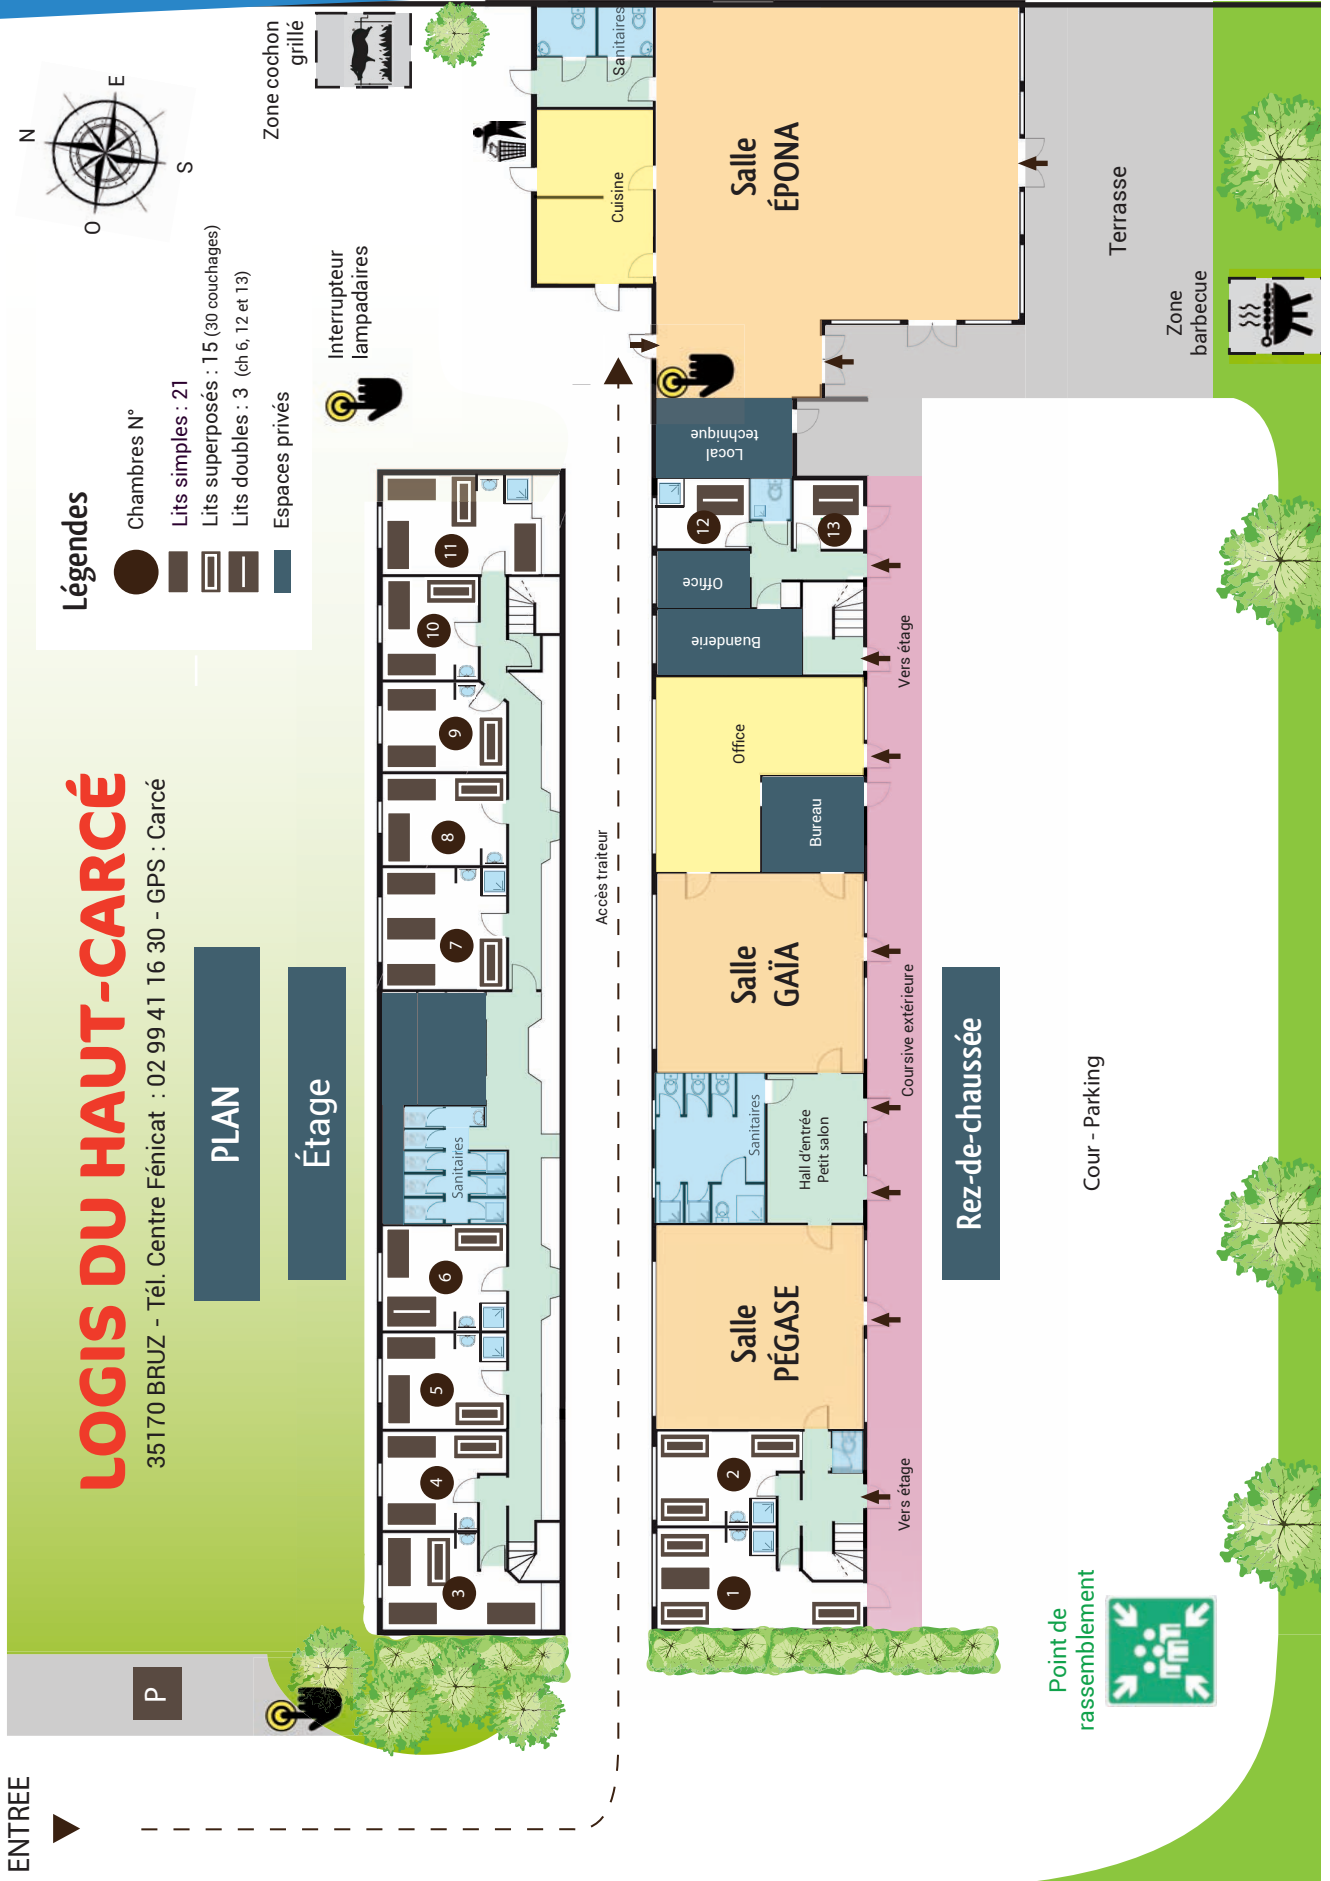 LOGIS DU HAUT-CARCÉ
35170 BRUZ - Tél. Centre Fénicat : 02 99 41 16 30 - GPS : Carcé
PLAN
Étage
Légendes
Chambres N°
Lits simples : 21
Lits superposés : 15 (30 couchages)
Lits doubles : 3 (ch 6, 12 et 13)
Espaces privés
N
E
S
O
Zone cochon
grillé
Interrupteur
lampadaires
ENTREE
P
3
4
5
6
Sanitaires
7
8
9
10
11
Accès traiteur
Cuisine
Sanitaires
1
2
Salle
PÉGASE
Sanitaires
Hall d'entrée
Petit salon
Salle
GAÏA
Bureau
Office
Buanderie
Office
12
13
Local
technique
Salle
ÉPONA
Vers étage
Coursive extérieure
Vers étage
Terrasse
Zone
barbecue
Rez-de-chaussée
Cour - Parking
Point de
rassemblement